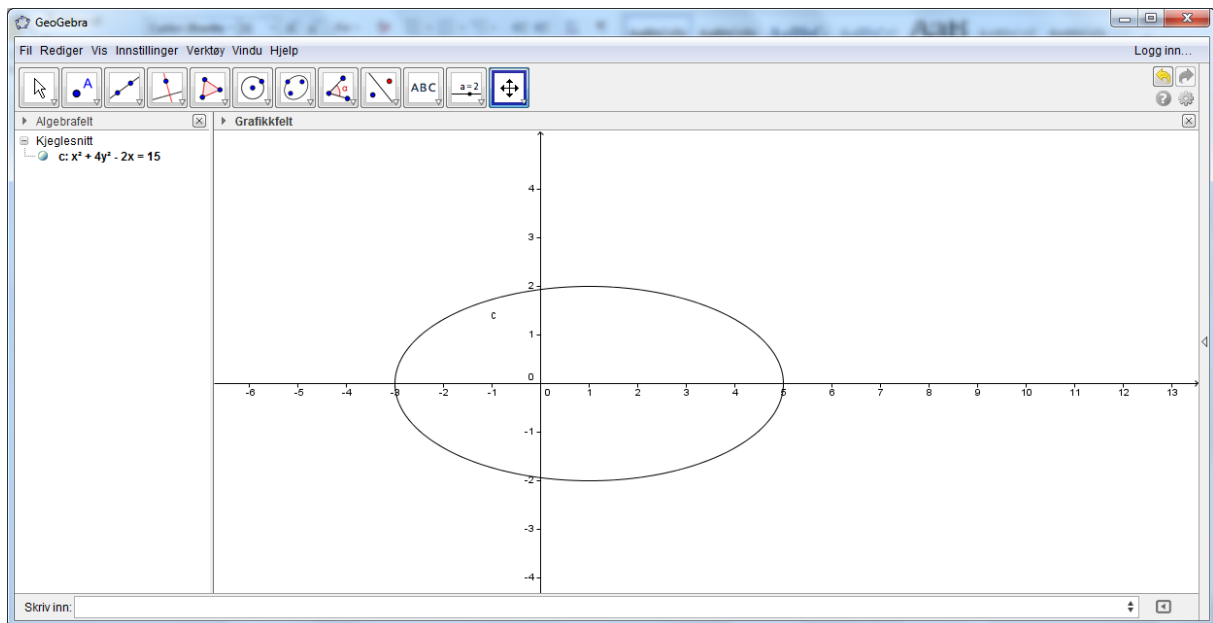 GeoGebra
Fil Rediger Vis Innstillinger Verktøy Vindu Hjelp
Logg inn...
A
α
ABC
a=2
Algebrafelt
Grafikkfelt
Kjeglesnitt
c: x² + 4y² - 2x = 15
4
3
2
c
1
0
-6 -5 -4 -3 -2 -1 0 1 2 3 4 5 6 7 8 9 10 11 12 13
-1
-2
-3
-4
Skriv inn: